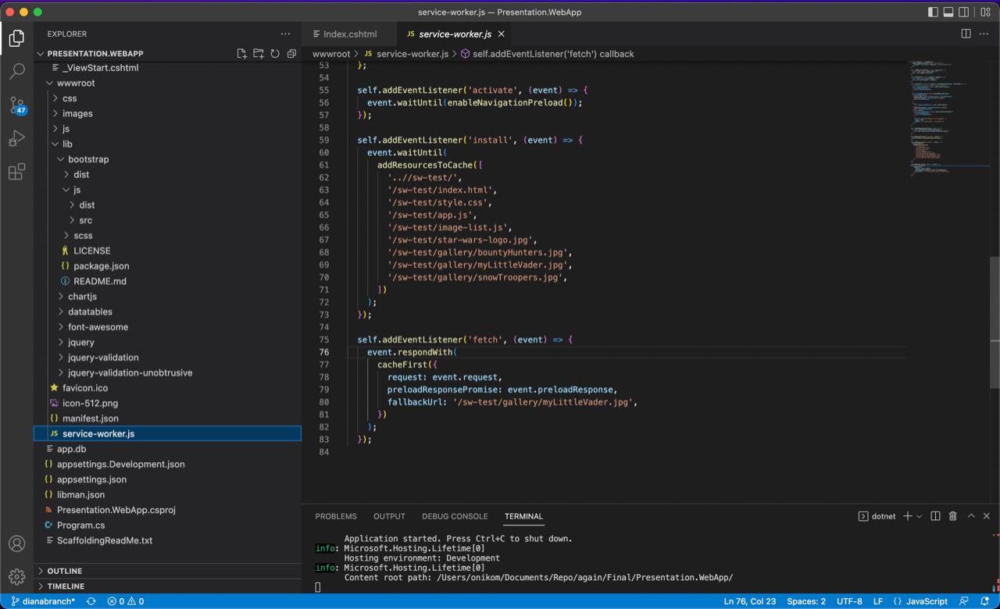 service-worker.js — Presentation.WebApp
EXPLORER
PRESENTATION.WEBAPP
_ViewStart.cshtml
wwwroot
css
images
js
lib
bootstrap
dist
js
dist
src
scss
LICENSE
package.json
README.md
chartjs
datatables
font-awesome
jquery
jquery-validation
jquery-validation-unobtrusive
favicon.ico
icon-512.png
manifest.json
JS service-worker.js
app.db
appsettings.Development.json
appsettings.json
libman.json
Presentation.WebApp.csproj
Program.cs
ScaffoldingReadMe.txt
OUTLINE
TIMELINE
47
Index.cshtml
JS service-worker.js
wwwroot > JS service-worker.js > self.addEventListener('fetch') callback
53 };
54
55 self.addEventListener('activate', (event) => {
56 event.waitUntil(enableNavigationPreload());
57 });
58
59 self.addEventListener('install', (event) => {
60 event.waitUntil(
61 addResourcesToCache([
62 '..//sw-test/',
63 '/sw-test/index.html',
64 '/sw-test/style.css',
65 '/sw-test/app.js',
66 '/sw-test/image-list.js',
67 '/sw-test/star-wars-logo.jpg',
68 '/sw-test/gallery/bountyHunters.jpg',
69 '/sw-test/gallery/myLittleVader.jpg',
70 '/sw-test/gallery/snowTroopers.jpg',
71 ])
72 );
73 });
74
75 self.addEventListener('fetch', (event) => {
76 event.respondWith(
77 cacheFirst({
78 request: event.request,
79 preloadResponsePromise: event.preloadResponse,
80 fallbackUrl: '/sw-test/gallery/myLittleVader.jpg',
81 })
82 );
83 });
84
PROBLEMS OUTPUT DEBUG CONSOLE TERMINAL
dotnet
Application started. Press Ctrl+C to shut down.
info: Microsoft.Hosting.Lifetime[0]
Hosting environment: Development
info: Microsoft.Hosting.Lifetime[0]
Content root path: /Users/onikom/Documents/Repo/again/Final/Presentation.WebApp/
dianabranch* 0 0 Ln 76, Col 23 Spaces: 2 UTF-8 LF {} JavaScript